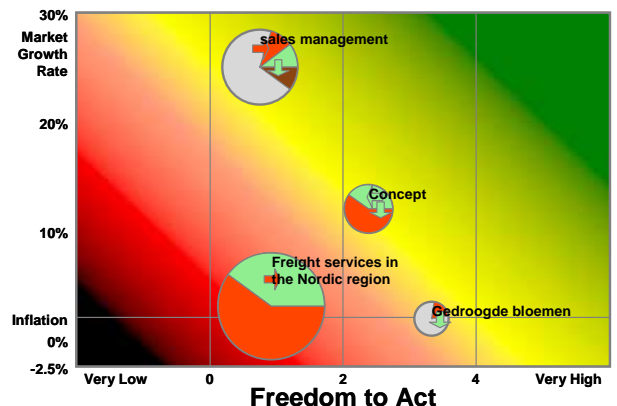 30%
Market
Growth
Rate
20%
10%
Inflation
0%
-2.5%
sales management
Concept
Freight services in
the Nordic region
Gedroogde bloemen
Very Low 0 2 4 Very High
Freedom to Act